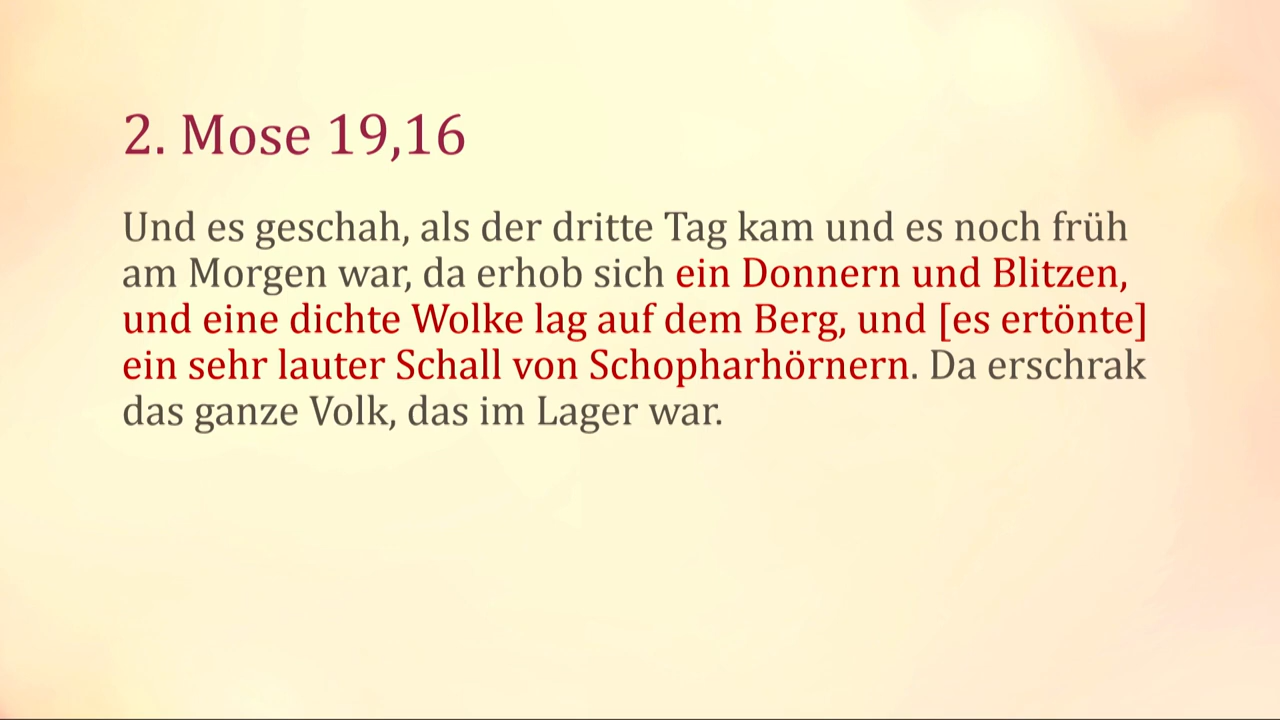 2. Mose 19,16
Und es geschah, als der dritte Tag kam und es noch früh
am Morgen war, da erhob sich ein Donnern und Blitzen,
und eine dichte Wolke lag auf dem Berg, und [es ertönte]
ein sehr lauter Schall von Schopharhörnern. Da erschrak
das ganze Volk, das im Lager war.